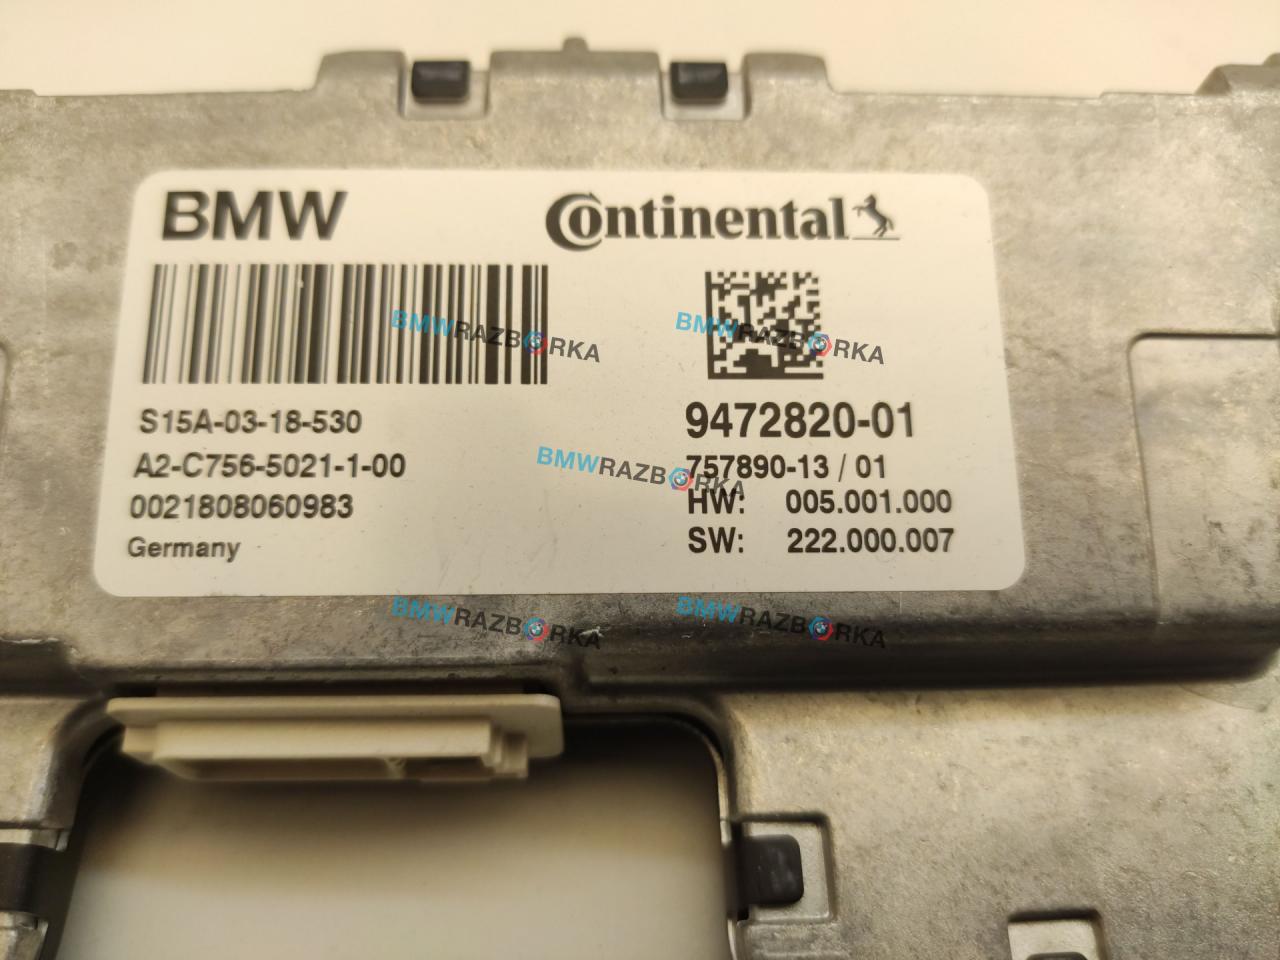 BMW
Continental
BMWRAZBORKA
BMWRAZBORKA
S15A-03-18-530
9472820-01
A2-C756-5021-1-00
757890-13 / 01
BMWRAZBORKA
0021808060983
HW: 005.001.000
Germany
SW: 222.000.007
BMWRAZBORKA
BMWRAZBORKA